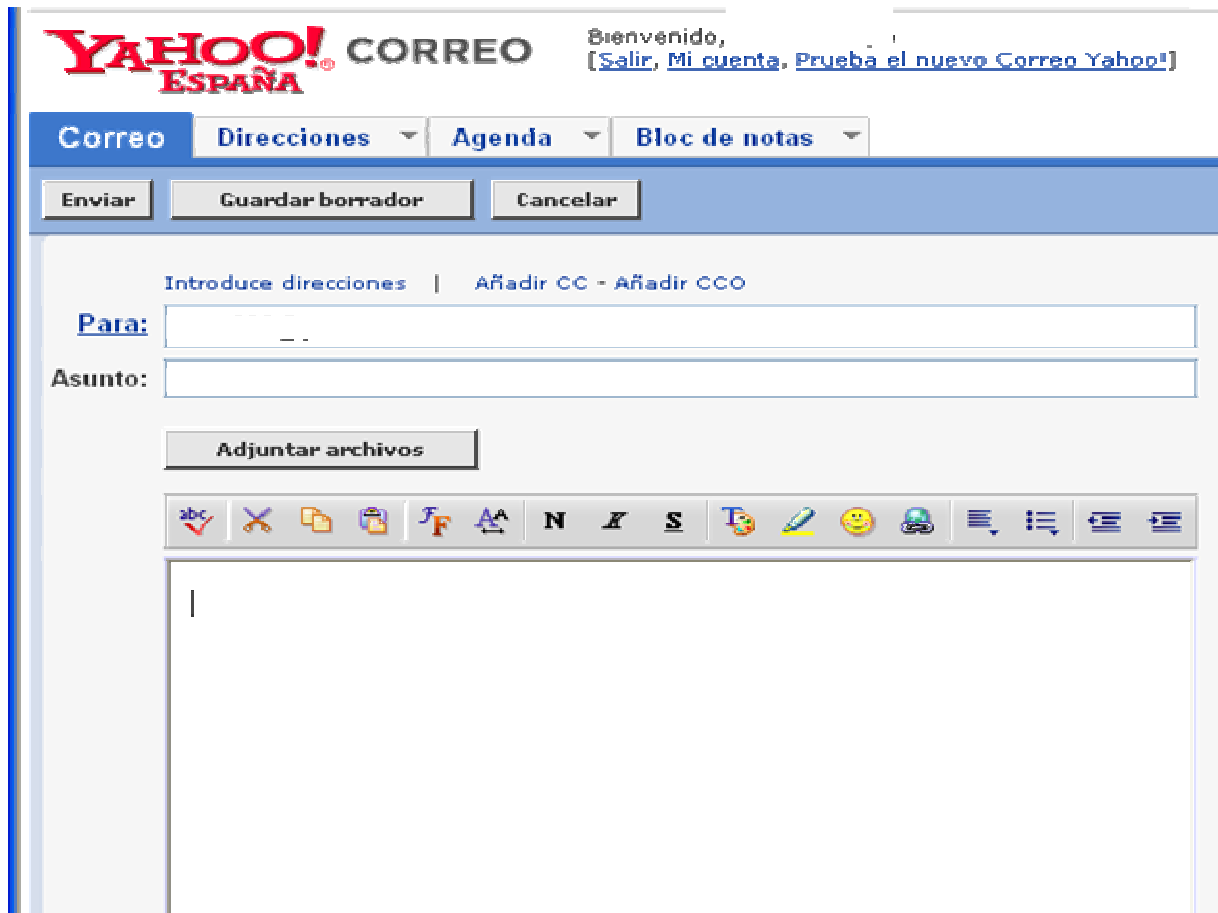 YAHOO! CORREO
ESPAÑA
Bienvenido,
[Salir, Mi cuenta, Prueba el nuevo Correo Yahoo!]
Correo Direcciones Agenda Bloc de notas
Enviar Guardar borrador Cancelar
Introduce direcciones | Añadir CC - Añadir CCO
Para:
Asunto:
Adjuntar archivos
abc F F A A N K S T